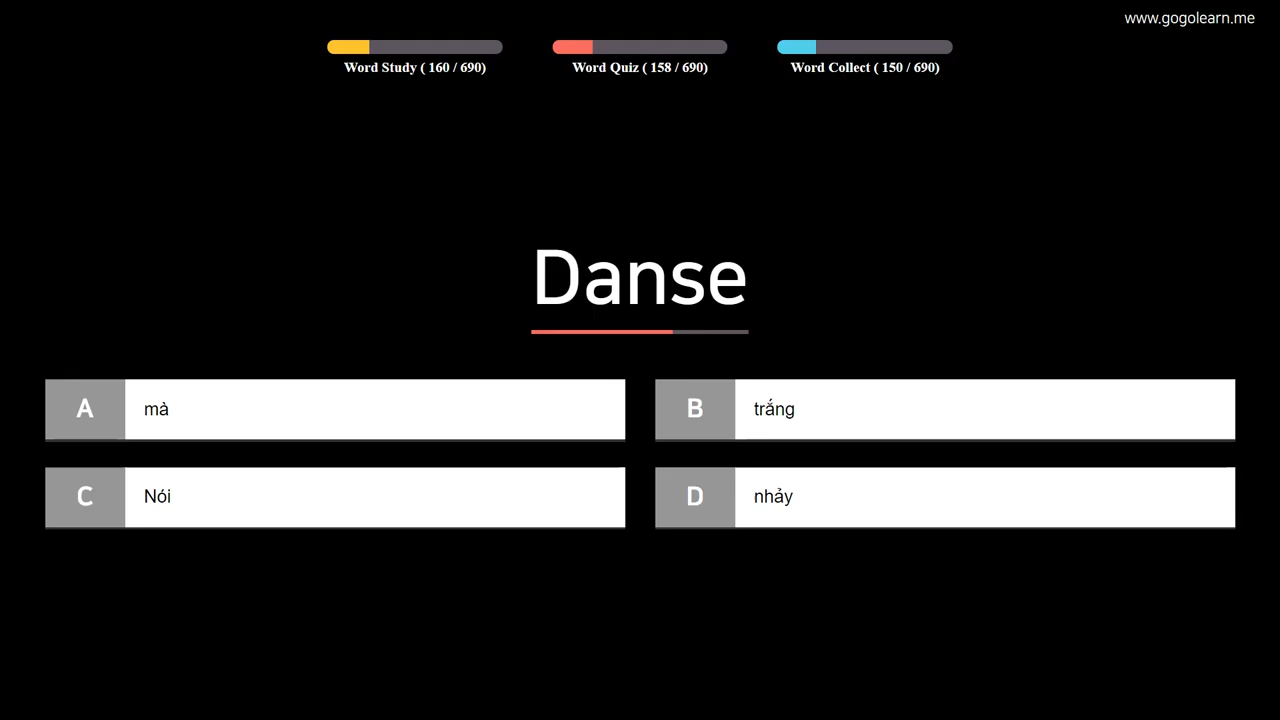 www.gogolearn.me
Word Study ( 160 / 690)
Word Quiz ( 158 / 690)
Word Collect ( 150 / 690)
Danse
A mà
B trắng
C Nói
D nhảy